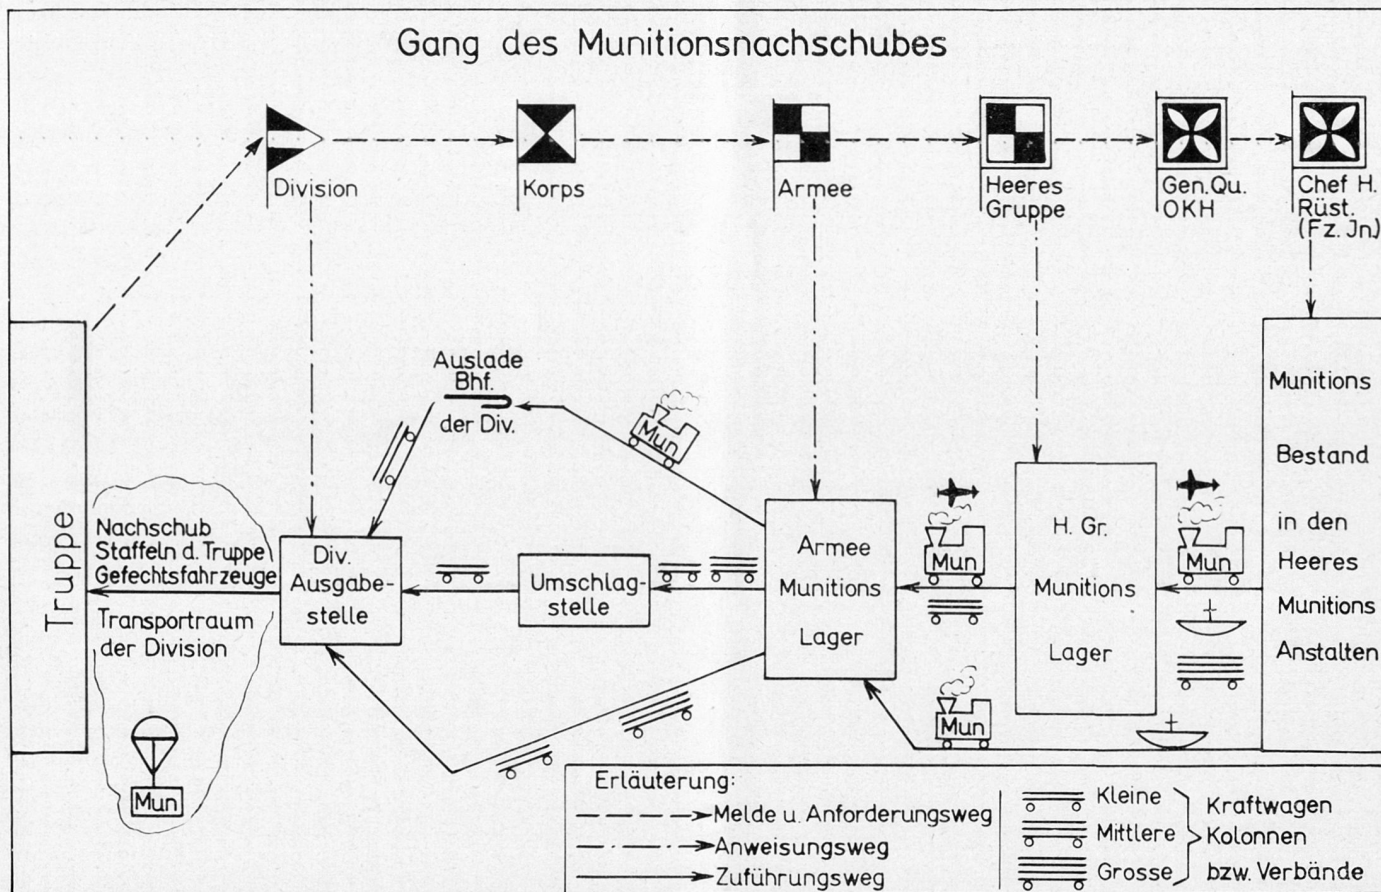 Gang des Munitionsnachschubes
Division
Korps
Armee
Heeres
Gruppe
Gen.Qu.
OKH
Chef H.
Rüst.
(Fz. Jn.)
Auslade
Bhf.
der Div.
Mun
Truppe
Nachschub
Staffeln d. Truppe
Gefechtsfahrzeuge
Transportraum
der Division
Mun
Div.
Ausgabe-
stelle
Umschlag-
stelle
Armee
Munitions
Lager
Mun
H. Gr.
Munitions
Lager
Mun
Mun
Munitions
Bestand
in den
Heeres
Munitions
Anstalten
Erläuterung:
Melde u. Anforderungsweg
Anweisungsweg
Zuführungsweg
Kleine
Mittlere
Grosse
Kraftwagen
Kolonnen
bzw. Verbände